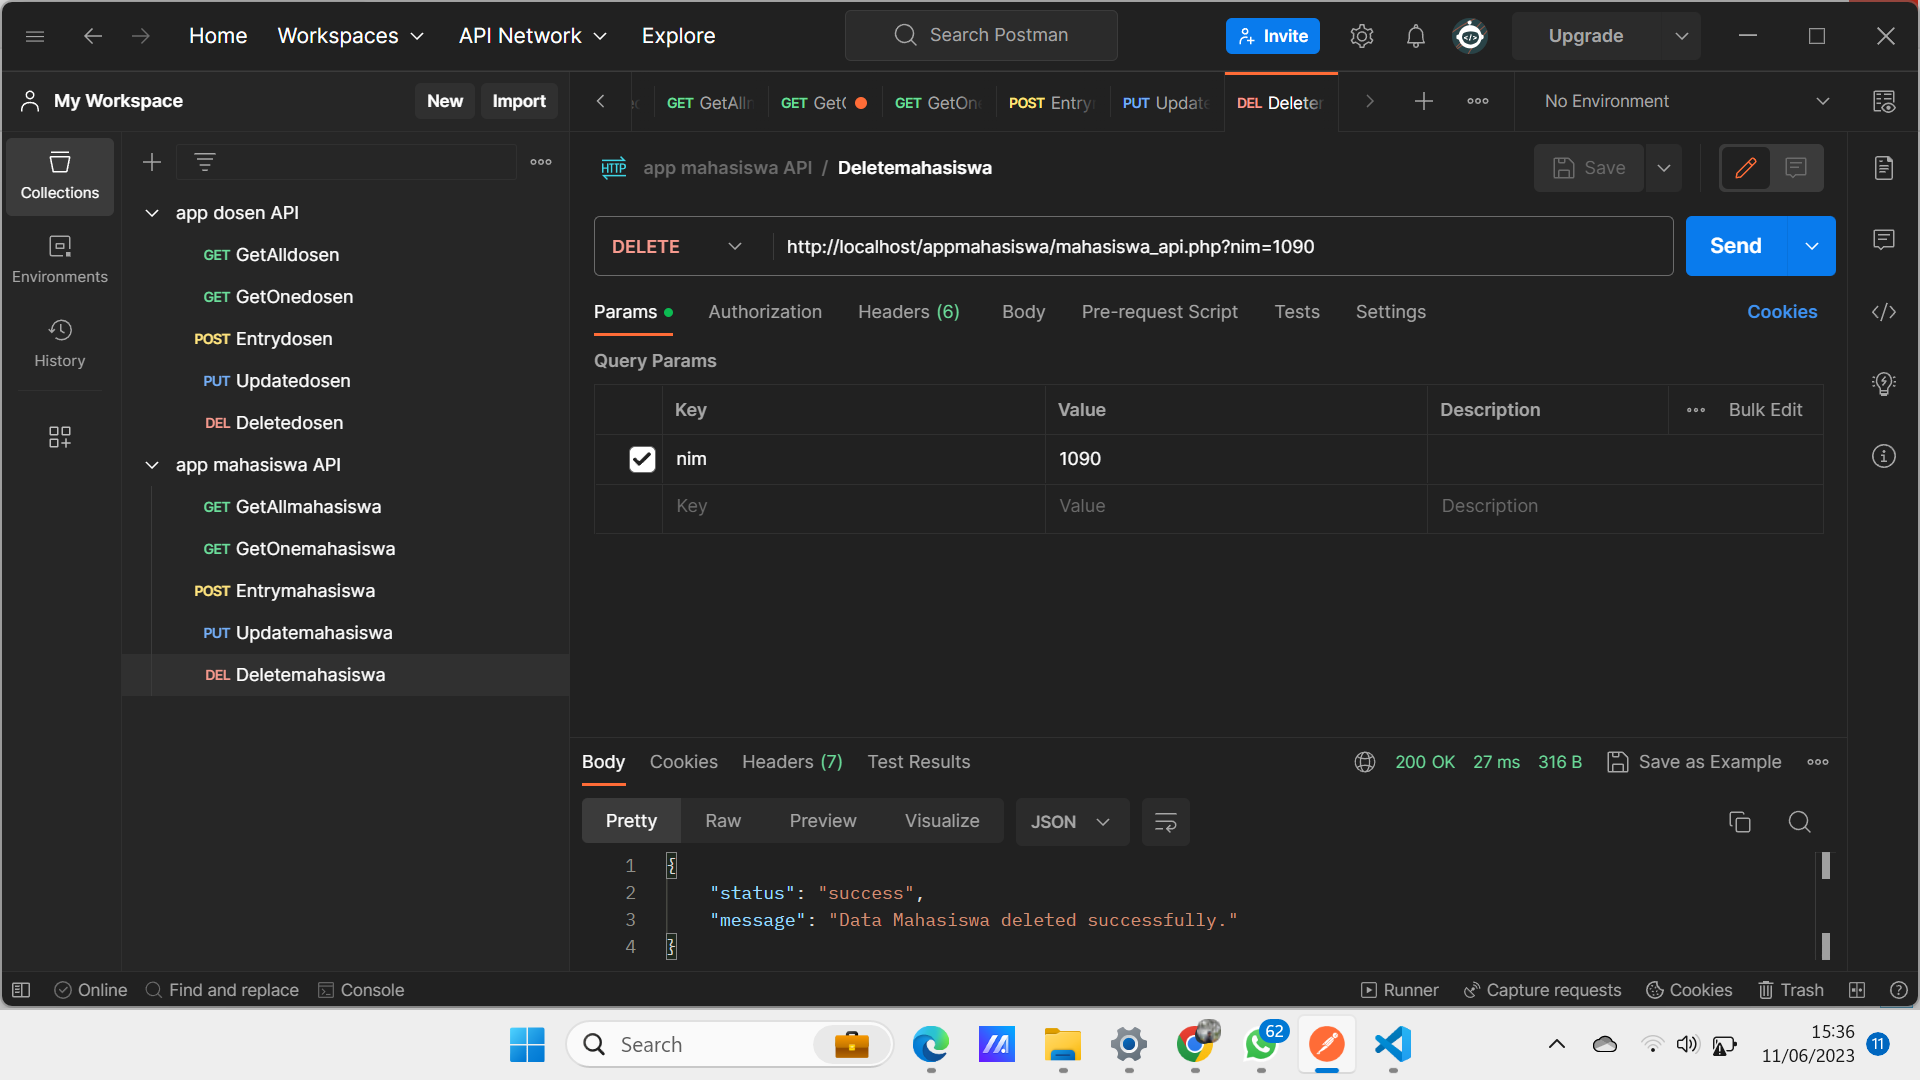 Home
Workspaces
API Network
Explore
Search Postman
Invite
Upgrade
My Workspace
New
Import
GET GetAllm
GET Get
GET GetOne
POST Entry
PUT Update
DEL Delete
No Environment
Collections
Environments
History
app dosen API
GET GetAlldosen
GET GetOnedosen
POST Entrydosen
PUT Updatedosen
DEL Deletedosen
app mahasiswa API
GET GetAllmahasiswa
GET GetOnemahasiswa
POST Entrymahasiswa
PUT Updatemahasiswa
DEL Deletemahasiswa
HTTP app mahasiswa API / Deletemahasiswa
Save
DELETE
http://localhost/appmahasiswa/mahasiswa_api.php?nim=1090
Send
Params
Authorization
Headers (6)
Body
Pre-request Script
Tests
Settings
Cookies
Query Params
Key Value Description Bulk Edit
nim 1090
Key Value Description
Body
Cookies
Headers (7)
Test Results
200 OK 27 ms 316 B
Save as Example
Pretty
Raw
Preview
Visualize
JSON
1 {
2 "status": "success",
3 "message": "Data Mahasiswa deleted successfully."
4 }
Online
Find and replace
Console
Runner
Capture requests
Cookies
Trash
Search
62
15:36
11/06/2023
11